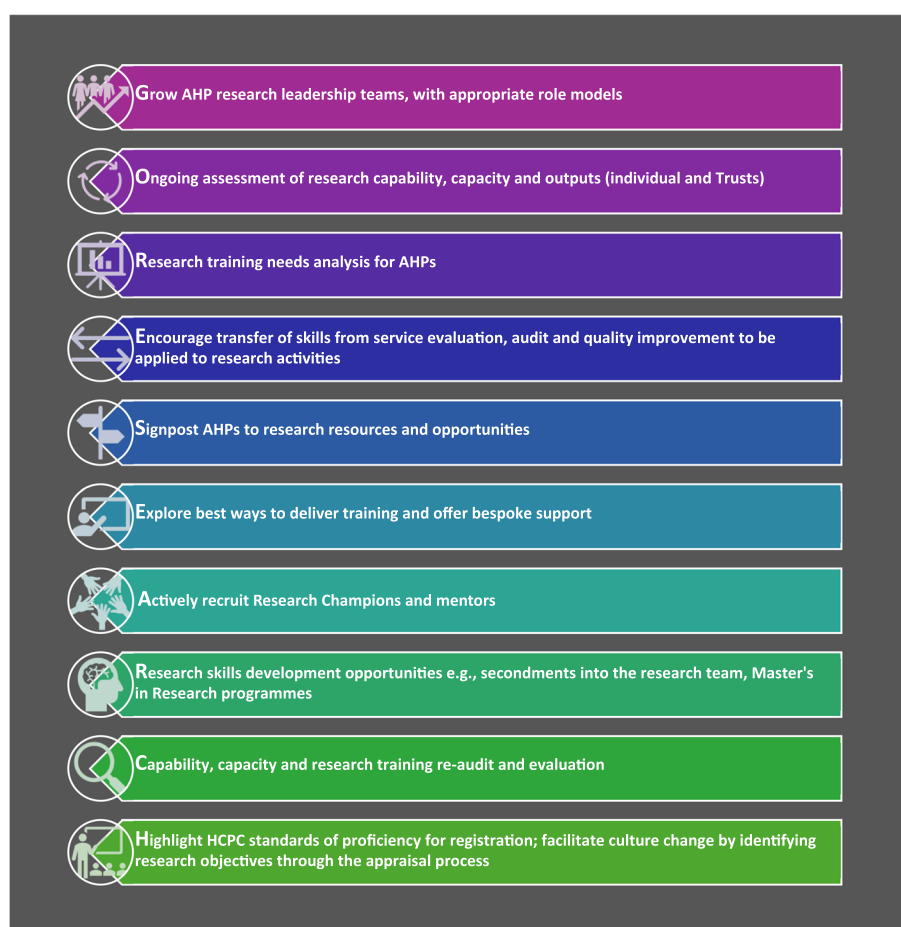 Grow AHP research leadership teams, with appropriate role models
Ongoing assessment of research capability, capacity and outputs (individual and Trusts)
Research training needs analysis for AHPs
Encourage transfer of skills from service evaluation, audit and quality improvement to be
applied to research activities
Signpost AHPs to research resources and opportunities
Explore best ways to deliver training and offer bespoke support
Actively recruit Research Champions and mentors
Research skills development opportunities e.g., secondments into the research team, Master's
in Research programmes
Capability, capacity and research training re-audit and evaluation
Highlight HCPC standards of proficiency for registration; facilitate culture change by identifying
research objectives through the appraisal process